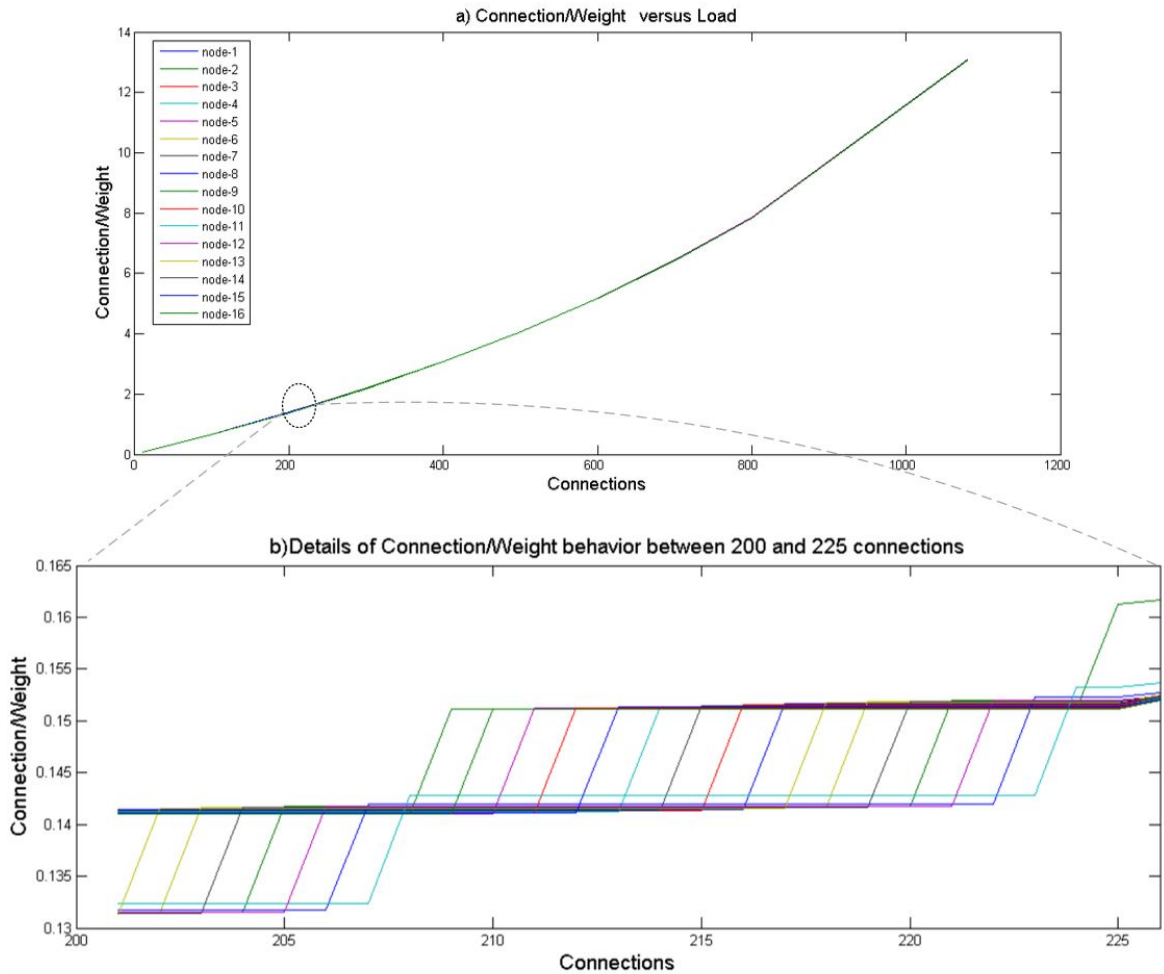 a) Connection/Weight versus Load
14
12
10
8
6
4
2
0
Connection/Weight
node-1
node-2
node-3
node-4
node-5
node-6
node-7
node-8
node-9
node-10
node-11
node-12
node-13
node-14
node-15
node-16
0 200 400 600 800 1000 1200
Connections
b)Details of Connection/Weight behavior between 200 and 225 connections
0.165
0.16
0.155
0.15
0.145
0.14
0.135
0.13
Connection/Weight
200 205 210 215 220 225
Connections